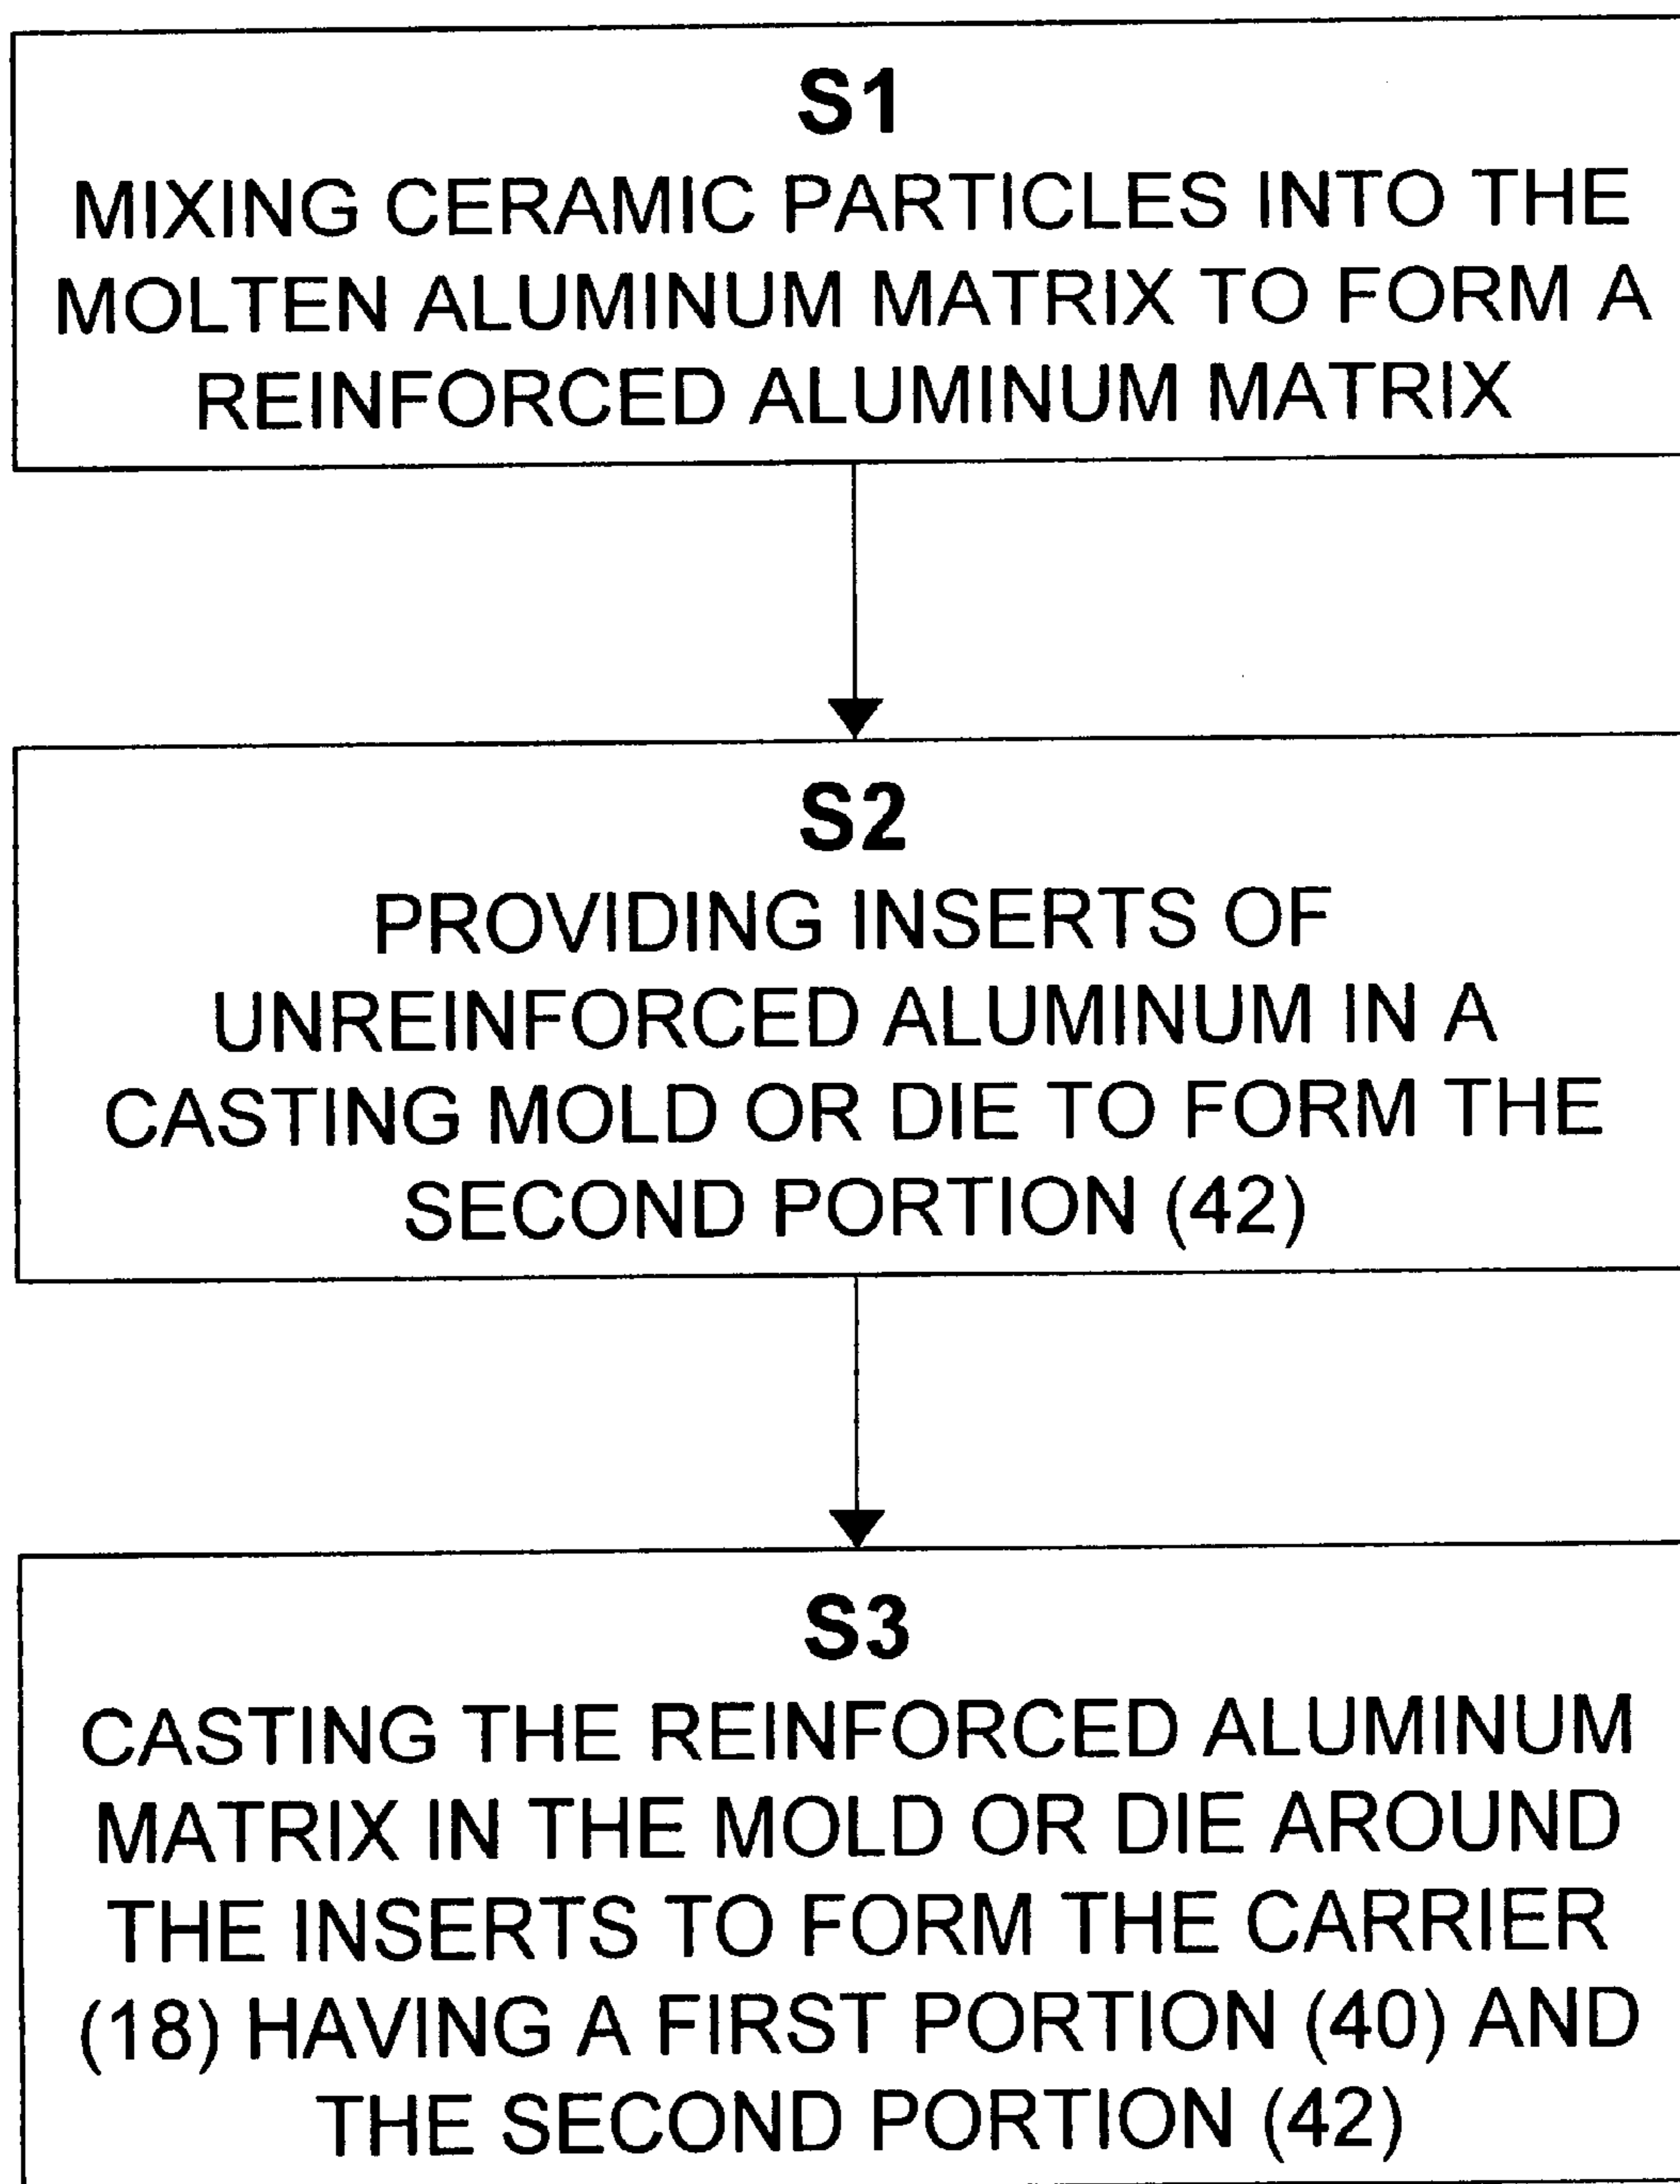 S1
MIXING CERAMIC PARTICLES INTO THE
MOLTEN ALUMINUM MATRIX TO FORM A
REINFORCED ALUMINUM MATRIX
S2
PROVIDING INSERTS OF
UNREINFORCED ALUMINUM IN A
CASTING MOLD OR DIE TO FORM THE
SECOND PORTION (42)
S3
CASTING THE REINFORCED ALUMINUM
MATRIX IN THE MOLD OR DIE AROUND
THE INSERTS TO FORM THE CARRIER
(18) HAVING A FIRST PORTION (40) AND
THE SECOND PORTION (42)